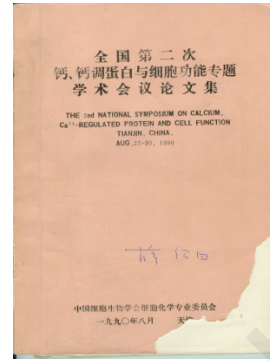 全国第二次
钙、钙调蛋白与细胞功能专题
学术会议论文集
THE 2nd NATIONAL SYMPOSIUM ON CALCIUM,
Ca²⁺-REGULATED PROTEIN AND CELL FUNCTION
TIANJIN, CHINA,
AUG,27-30, 1990
中国细胞生物学会细胞化学专业委员会
一九九〇年八月 天